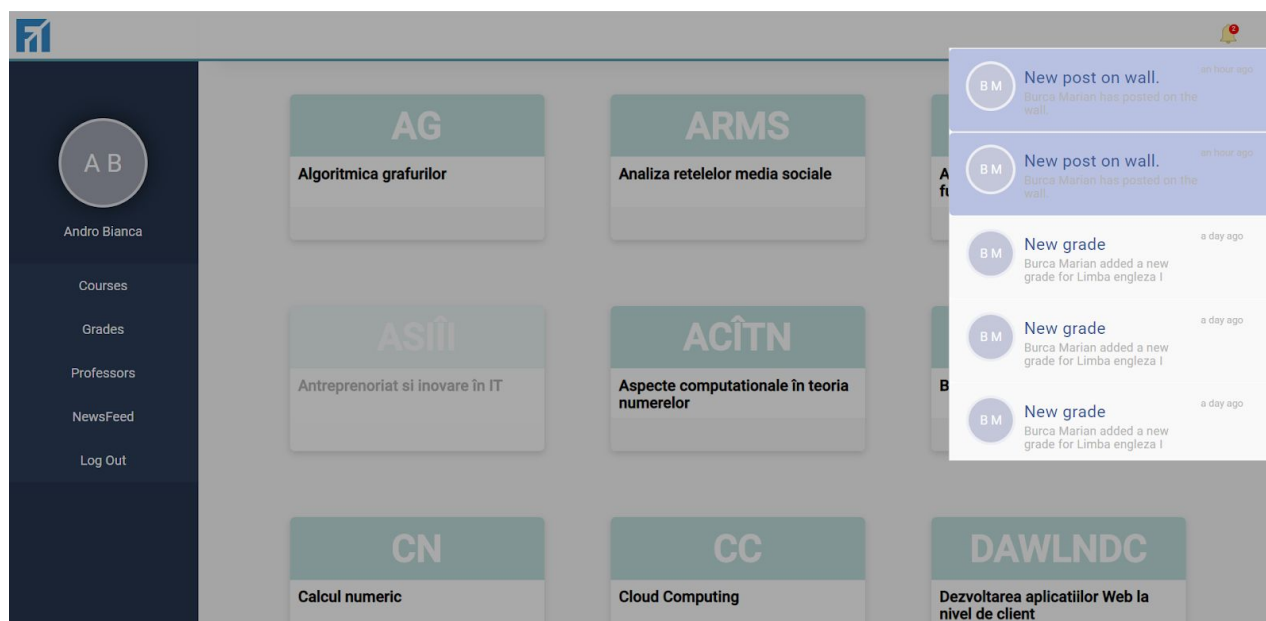 2
A B
Andro Bianca
Courses
Grades
Professors
NewsFeed
Log Out
AG
Algoritmica grafurilor
ARMS
Analiza retelelor media sociale
A
ASIÎI
Antreprenoriat si inovare în IT
ACÎTN
Aspecte computationale în teoria
numerelor
B
CN
Calcul numeric
CC
Cloud Computing
DAWLNDC
Dezvoltarea aplicatiilor Web la
nivel de client
B M
New post on wall.
an hour ago
Burca Marian has posted on the
wall.
B M
New post on wall.
an hour ago
Burca Marian has posted on the
wall.
B M
New grade
a day ago
Burca Marian added a new
grade for Limba engleza I
B M
New grade
a day ago
Burca Marian added a new
grade for Limba engleza I
B M
New grade
a day ago
Burca Marian added a new
grade for Limba engleza I